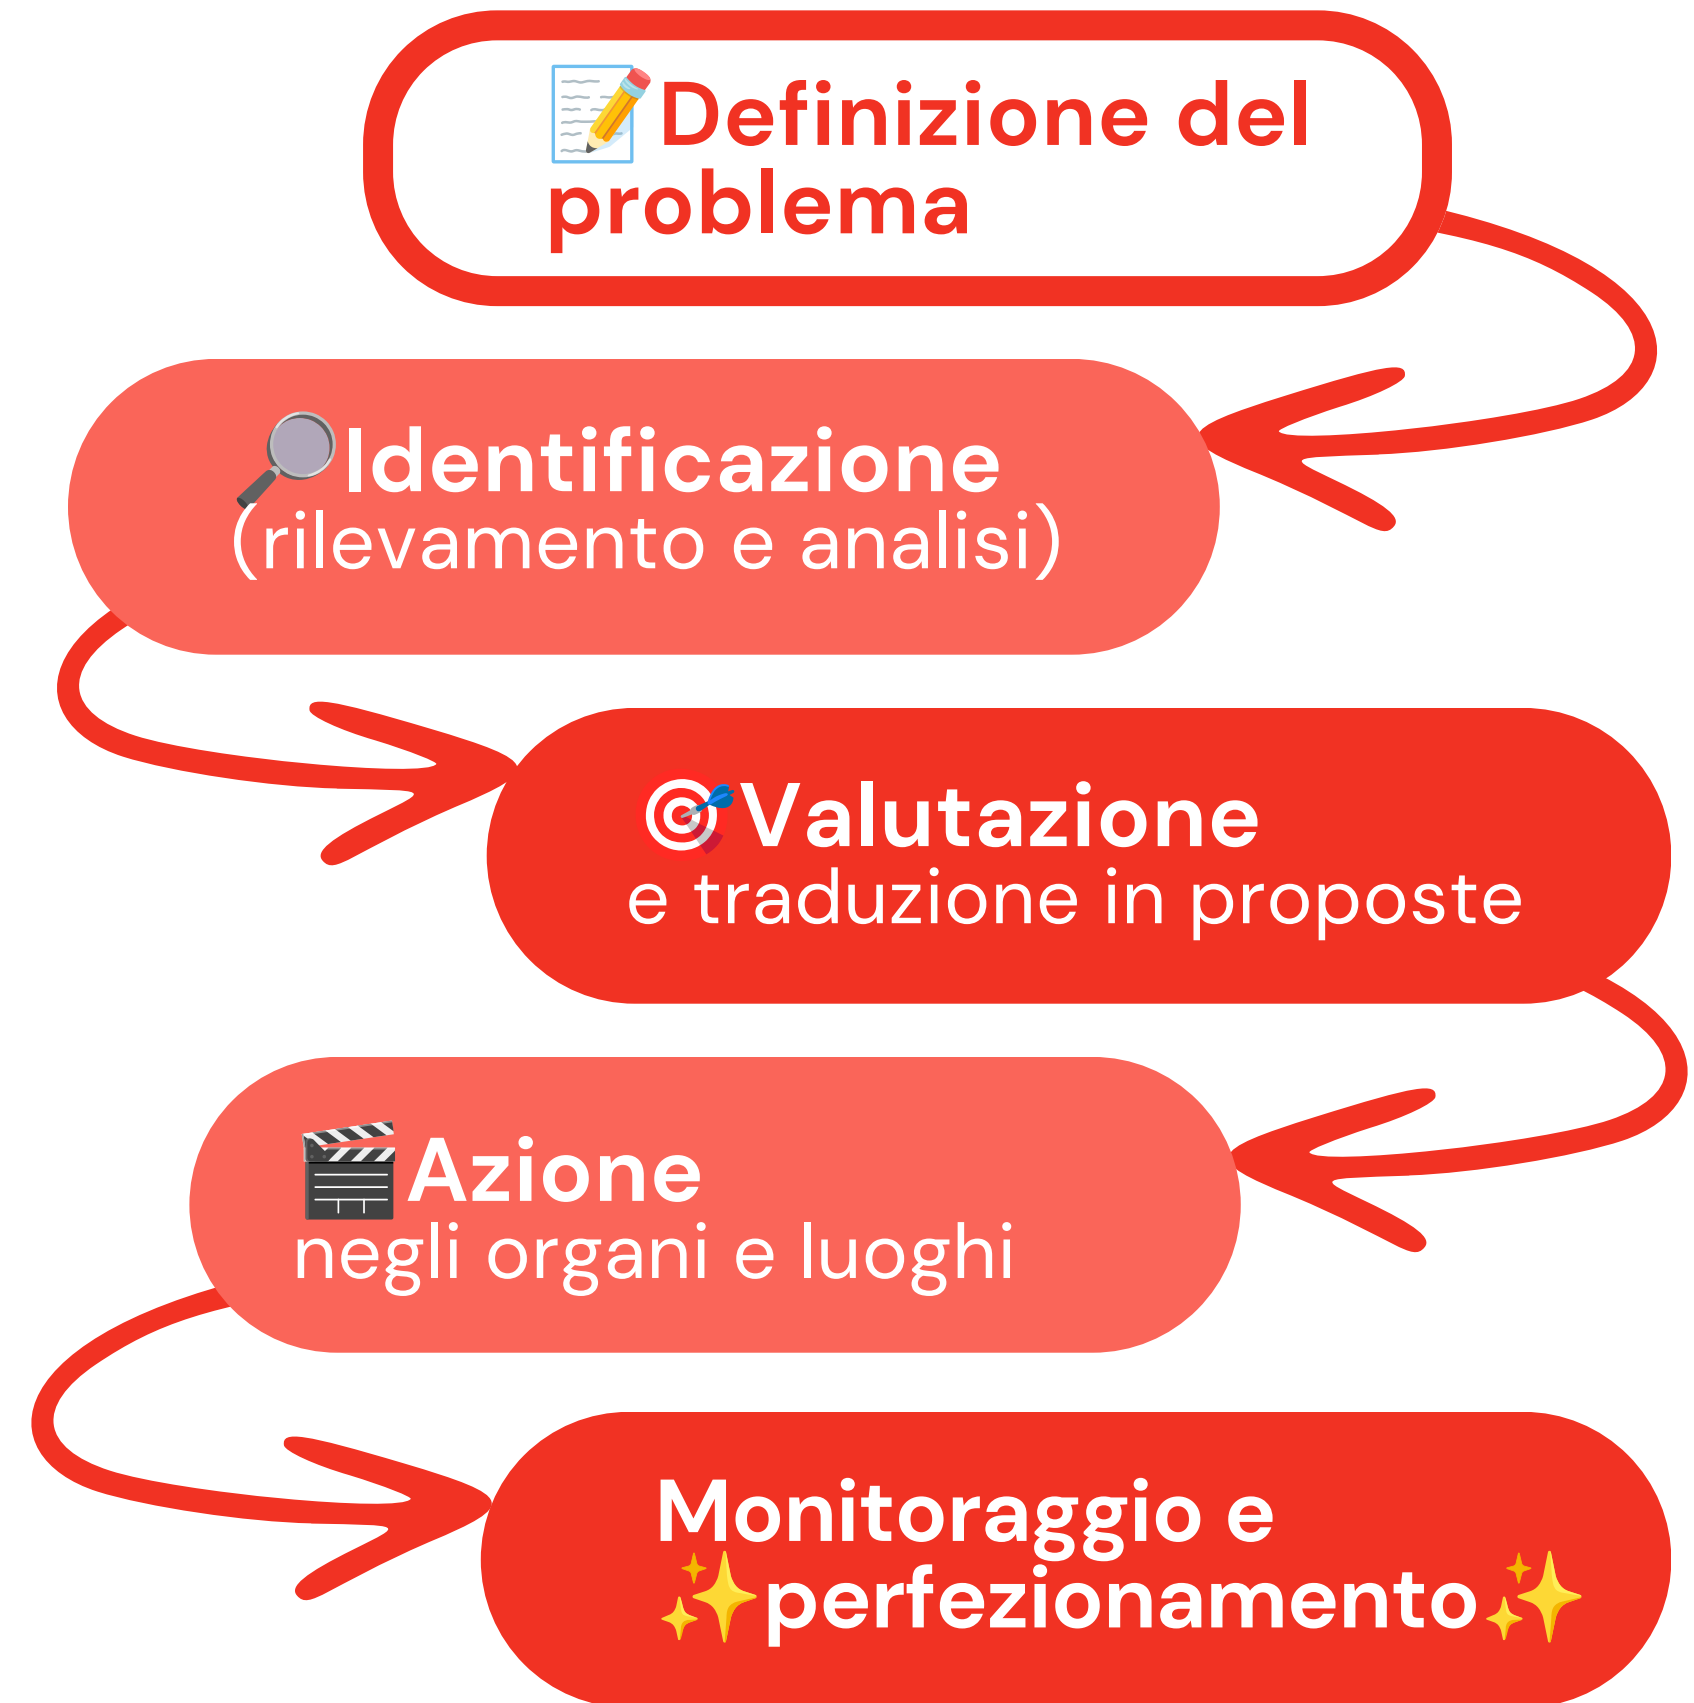 📝Definizione del
problema
🔎Identificazione
(rilevamento e analisi)
🎯Valutazione
e traduzione in proposte
🎬Azione
negli organi e luoghi
Monitoraggio e
✨perfezionamento✨